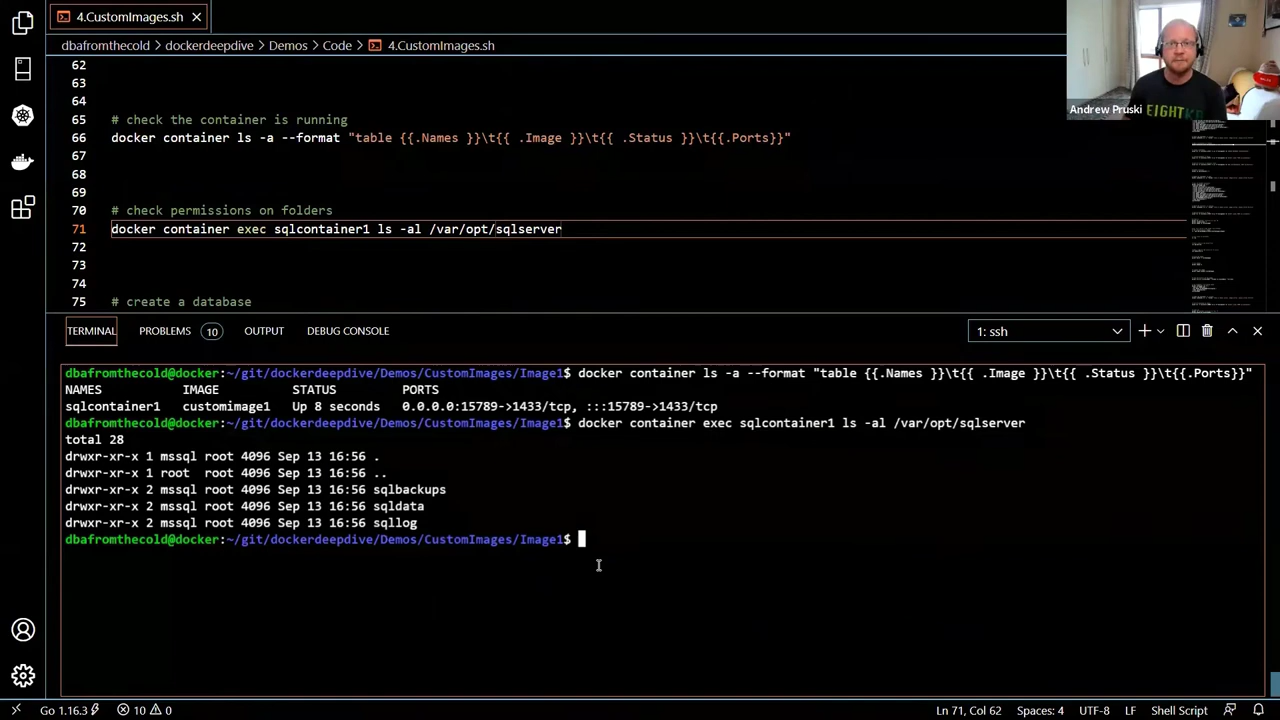 4.CustomImages.sh
dbafromthecold > dockerdeepdive > Demos > Code > 4.CustomImages.sh
Andrew Pruski
EIGHTK
62
63
64
65 # check the container is running
66 docker container ls -a --format "table {{.Names }}\t{{ .Image }}\t{{ .Status }}\t{{.Ports}}"
67
68
69
70 # check permissions on folders
71 docker container exec sqlcontainer1 ls -al /var/opt/sqlserver
72
73
74
75 # create a database
TERMINAL PROBLEMS 10 OUTPUT DEBUG CONSOLE 1: ssh
dbafromthecold@docker:~/git/dockerdeepdive/Demos/CustomImages/Image1$ docker container ls -a --format "table {{.Names }}\t{{ .Image }}\t{{ .Status }}\t{{.Ports}}"
NAMES IMAGE STATUS PORTS
sqlcontainer1 customimage1 Up 8 seconds 0.0.0.0:15789->1433/tcp, :::15789->1433/tcp
dbafromthecold@docker:~/git/dockerdeepdive/Demos/CustomImages/Image1$ docker container exec sqlcontainer1 ls -al /var/opt/sqlserver
total 28
drwxr-xr-x 1 mssql root 4096 Sep 13 16:56 .
drwxr-xr-x 1 root root 4096 Sep 13 16:56 ..
drwxr-xr-x 2 mssql root 4096 Sep 13 16:56 sqlbackups
drwxr-xr-x 2 mssql root 4096 Sep 13 16:56 sqldata
drwxr-xr-x 2 mssql root 4096 Sep 13 16:56 sqllog
dbafromthecold@docker:~/git/dockerdeepdive/Demos/CustomImages/Image1$
Go 1.16.3 10 0 Ln 71, Col 62 Spaces: 4 UTF-8 LF Shell Script